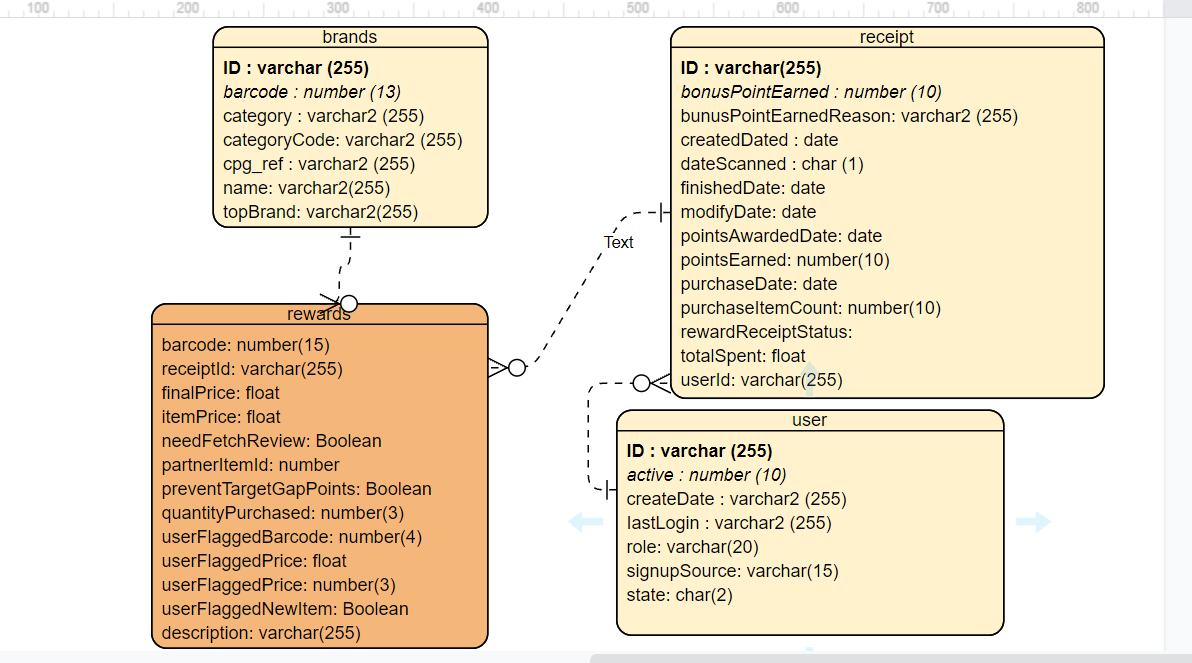 100 200 300 400 500 600 700 800
brands
ID : varchar (255)
barcode : number (13)
category : varchar2 (255)
categoryCode: varchar2 (255)
cpg_ref : varchar2 (255)
name: varchar2(255)
topBrand: varchar2(255)
receipt
ID : varchar(255)
bonusPointEarned : number (10)
bunusPointEarnedReason: varchar2 (255)
createdDated : date
dateScanned : char (1)
finishedDate: date
modifyDate: date
pointsAwardedDate: date
pointsEarned: number(10)
purchaseDate: date
purchaseItemCount: number(10)
rewardReceiptStatus:
totalSpent: float
userId: varchar(255)
Text
rewards
barcode: number(15)
receiptId: varchar(255)
finalPrice: float
itemPrice: float
needFetchReview: Boolean
partnerItemId: number
preventTargetGapPoints: Boolean
quantityPurchased: number(3)
userFlaggedBarcode: number(4)
userFlaggedPrice: float
userFlaggedPrice: number(3)
userFlaggedNewItem: Boolean
description: varchar(255)
user
ID : varchar (255)
active : number (10)
createDate : varchar2 (255)
lastLogin : varchar2 (255)
role: varchar(20)
signupSource: varchar(15)
state: char(2)